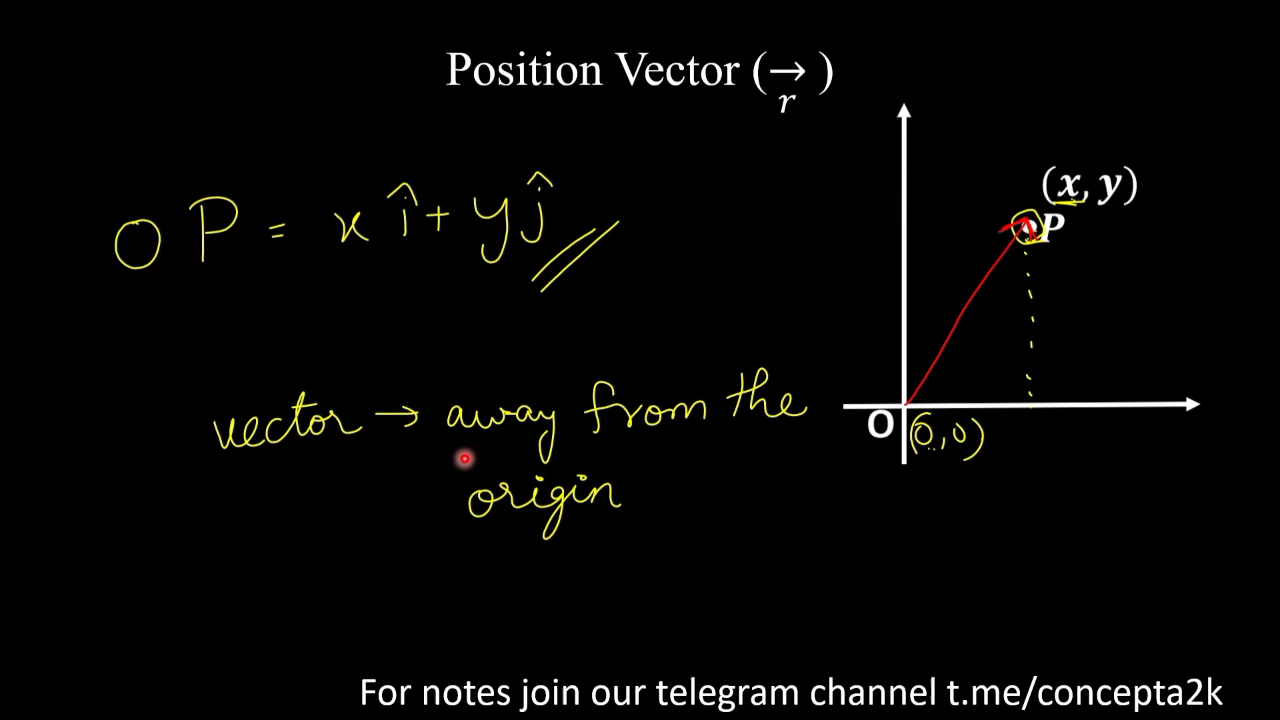 Position Vector (→ r)
OP = x î + y ĵ
(x, y)
P
vector → away from the
origin
O
(0,0)
For notes join our telegram channel t.me/concepta2k